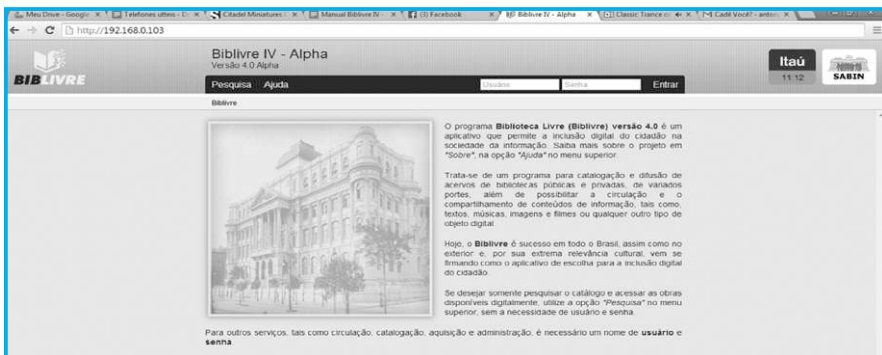 Meu Drive - Google
Telefones uteis - D
Citadel Miniatures
Manual Biblivre IV -
(3) Facebook
Biblivre IV - Alpha
Classic Trance
Cadê Você? - anton
http://192.168.0.103
BIBLIVRE
Biblivre IV - Alpha
Versão 4.0 Alpha
Pesquisa Ajuda
Usuário
Senha
Entrar
Itaú
11:12
SABIN
Biblivre
O programa Biblioteca Livre (Biblivre) versão 4.0 é um
aplicativo que permite a inclusão digital do cidadão na
sociedade da informação. Saiba mais sobre o projeto em
"Sobre", na opção "Ajuda" no menu superior.
Trata-se de um programa para catalogação e difusão de
acervos de bibliotecas públicas e privadas, de variados
portes, além de possibilitar a circulação e o
compartilhamento de conteúdos de informação, tais como,
textos, músicas, imagens e filmes ou qualquer outro tipo de
objeto digital.
Hoje, o Biblivre é sucesso em todo o Brasil, assim como no
exterior e, por sua extrema relevância cultural, vem se
firmando como o aplicativo de escolha para a inclusão digital
do cidadão.
Se desejar somente pesquisar o catálogo e acessar as obras
disponíveis digitalmente, utilize a opção "Pesquisa" no menu
superior, sem a necessidade de usuário e senha.
Para outros serviços, tais como circulação, catalogação, aquisição e administração, é necessário um nome de usuário e
senha.